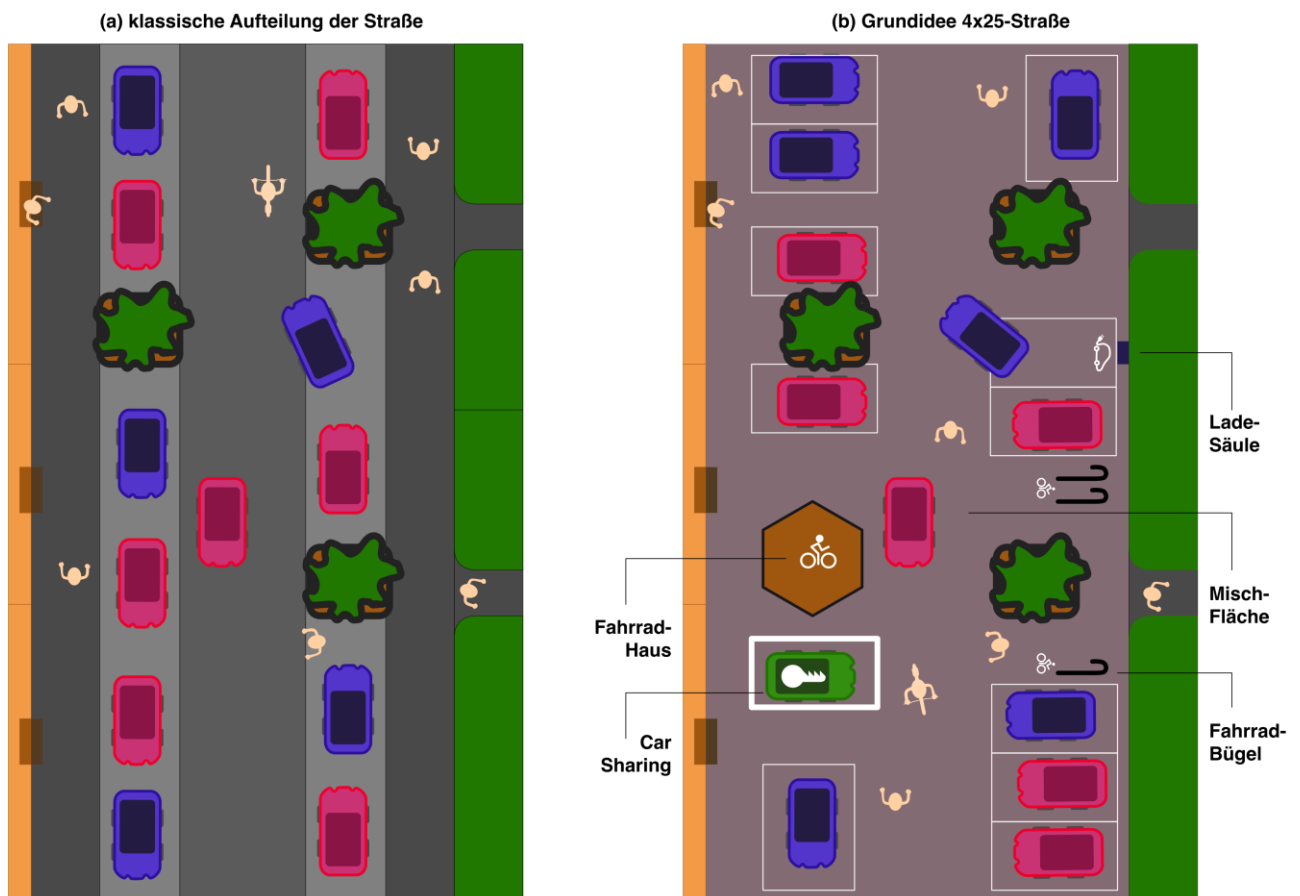 (a) klassische Aufteilung der Straße
(b) Grundidee 4x25-Straße
Lade-
Säule
Misch-
Fläche
Fahrrad-
Haus
Car
Sharing
Fahrrad-
Bügel